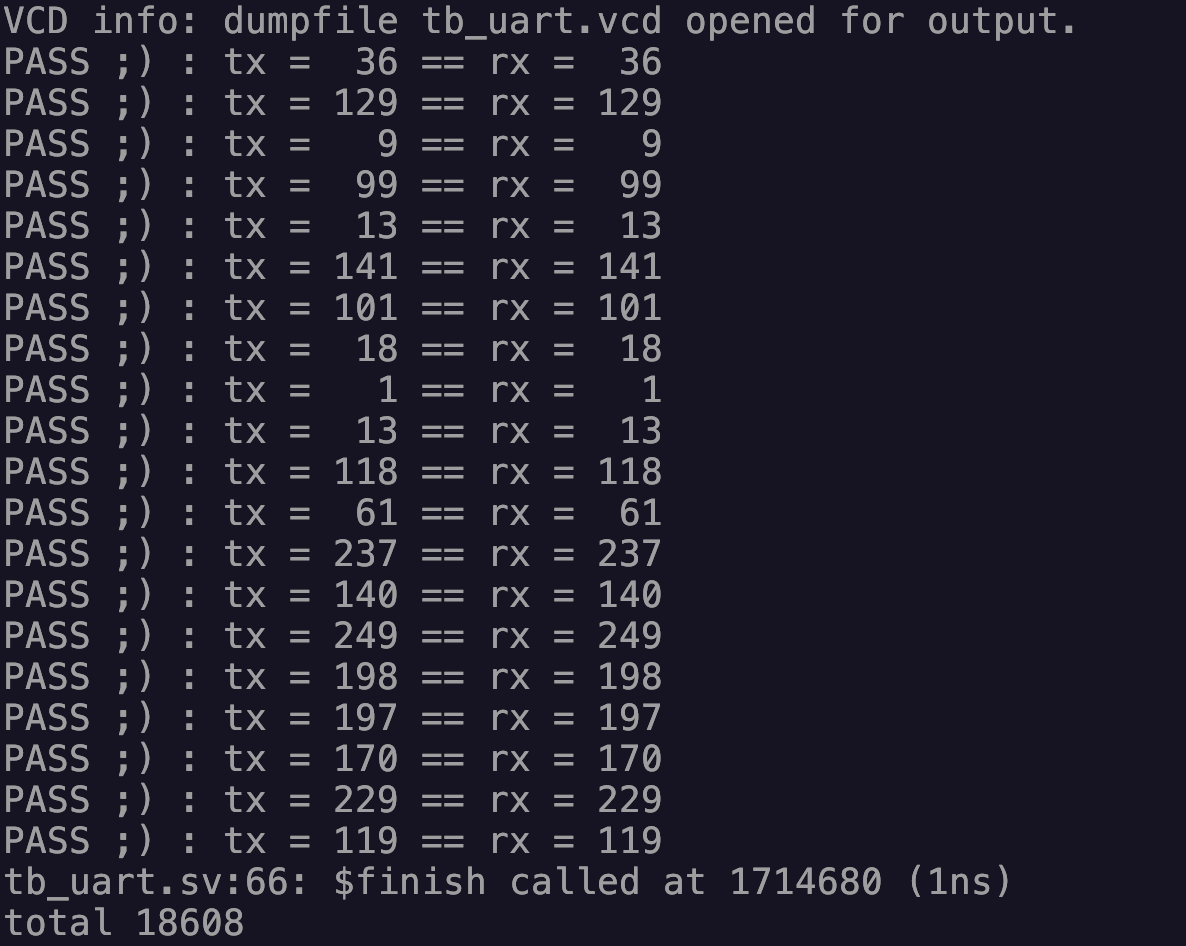 VCD info: dumpfile tb_uart.vcd opened for output.
PASS ;) : tx =  36 == rx =  36
PASS ;) : tx = 129 == rx = 129
PASS ;) : tx =   9 == rx =   9
PASS ;) : tx =  99 == rx =  99
PASS ;) : tx =  13 == rx =  13
PASS ;) : tx = 141 == rx = 141
PASS ;) : tx = 101 == rx = 101
PASS ;) : tx =  18 == rx =  18
PASS ;) : tx =   1 == rx =   1
PASS ;) : tx =  13 == rx =  13
PASS ;) : tx = 118 == rx = 118
PASS ;) : tx =  61 == rx =  61
PASS ;) : tx = 237 == rx = 237
PASS ;) : tx = 140 == rx = 140
PASS ;) : tx = 249 == rx = 249
PASS ;) : tx = 198 == rx = 198
PASS ;) : tx = 197 == rx = 197
PASS ;) : tx = 170 == rx = 170
PASS ;) : tx = 229 == rx = 229
PASS ;) : tx = 119 == rx = 119
tb_uart.sv:66: $finish called at 1714680 (1ns)
total 18608